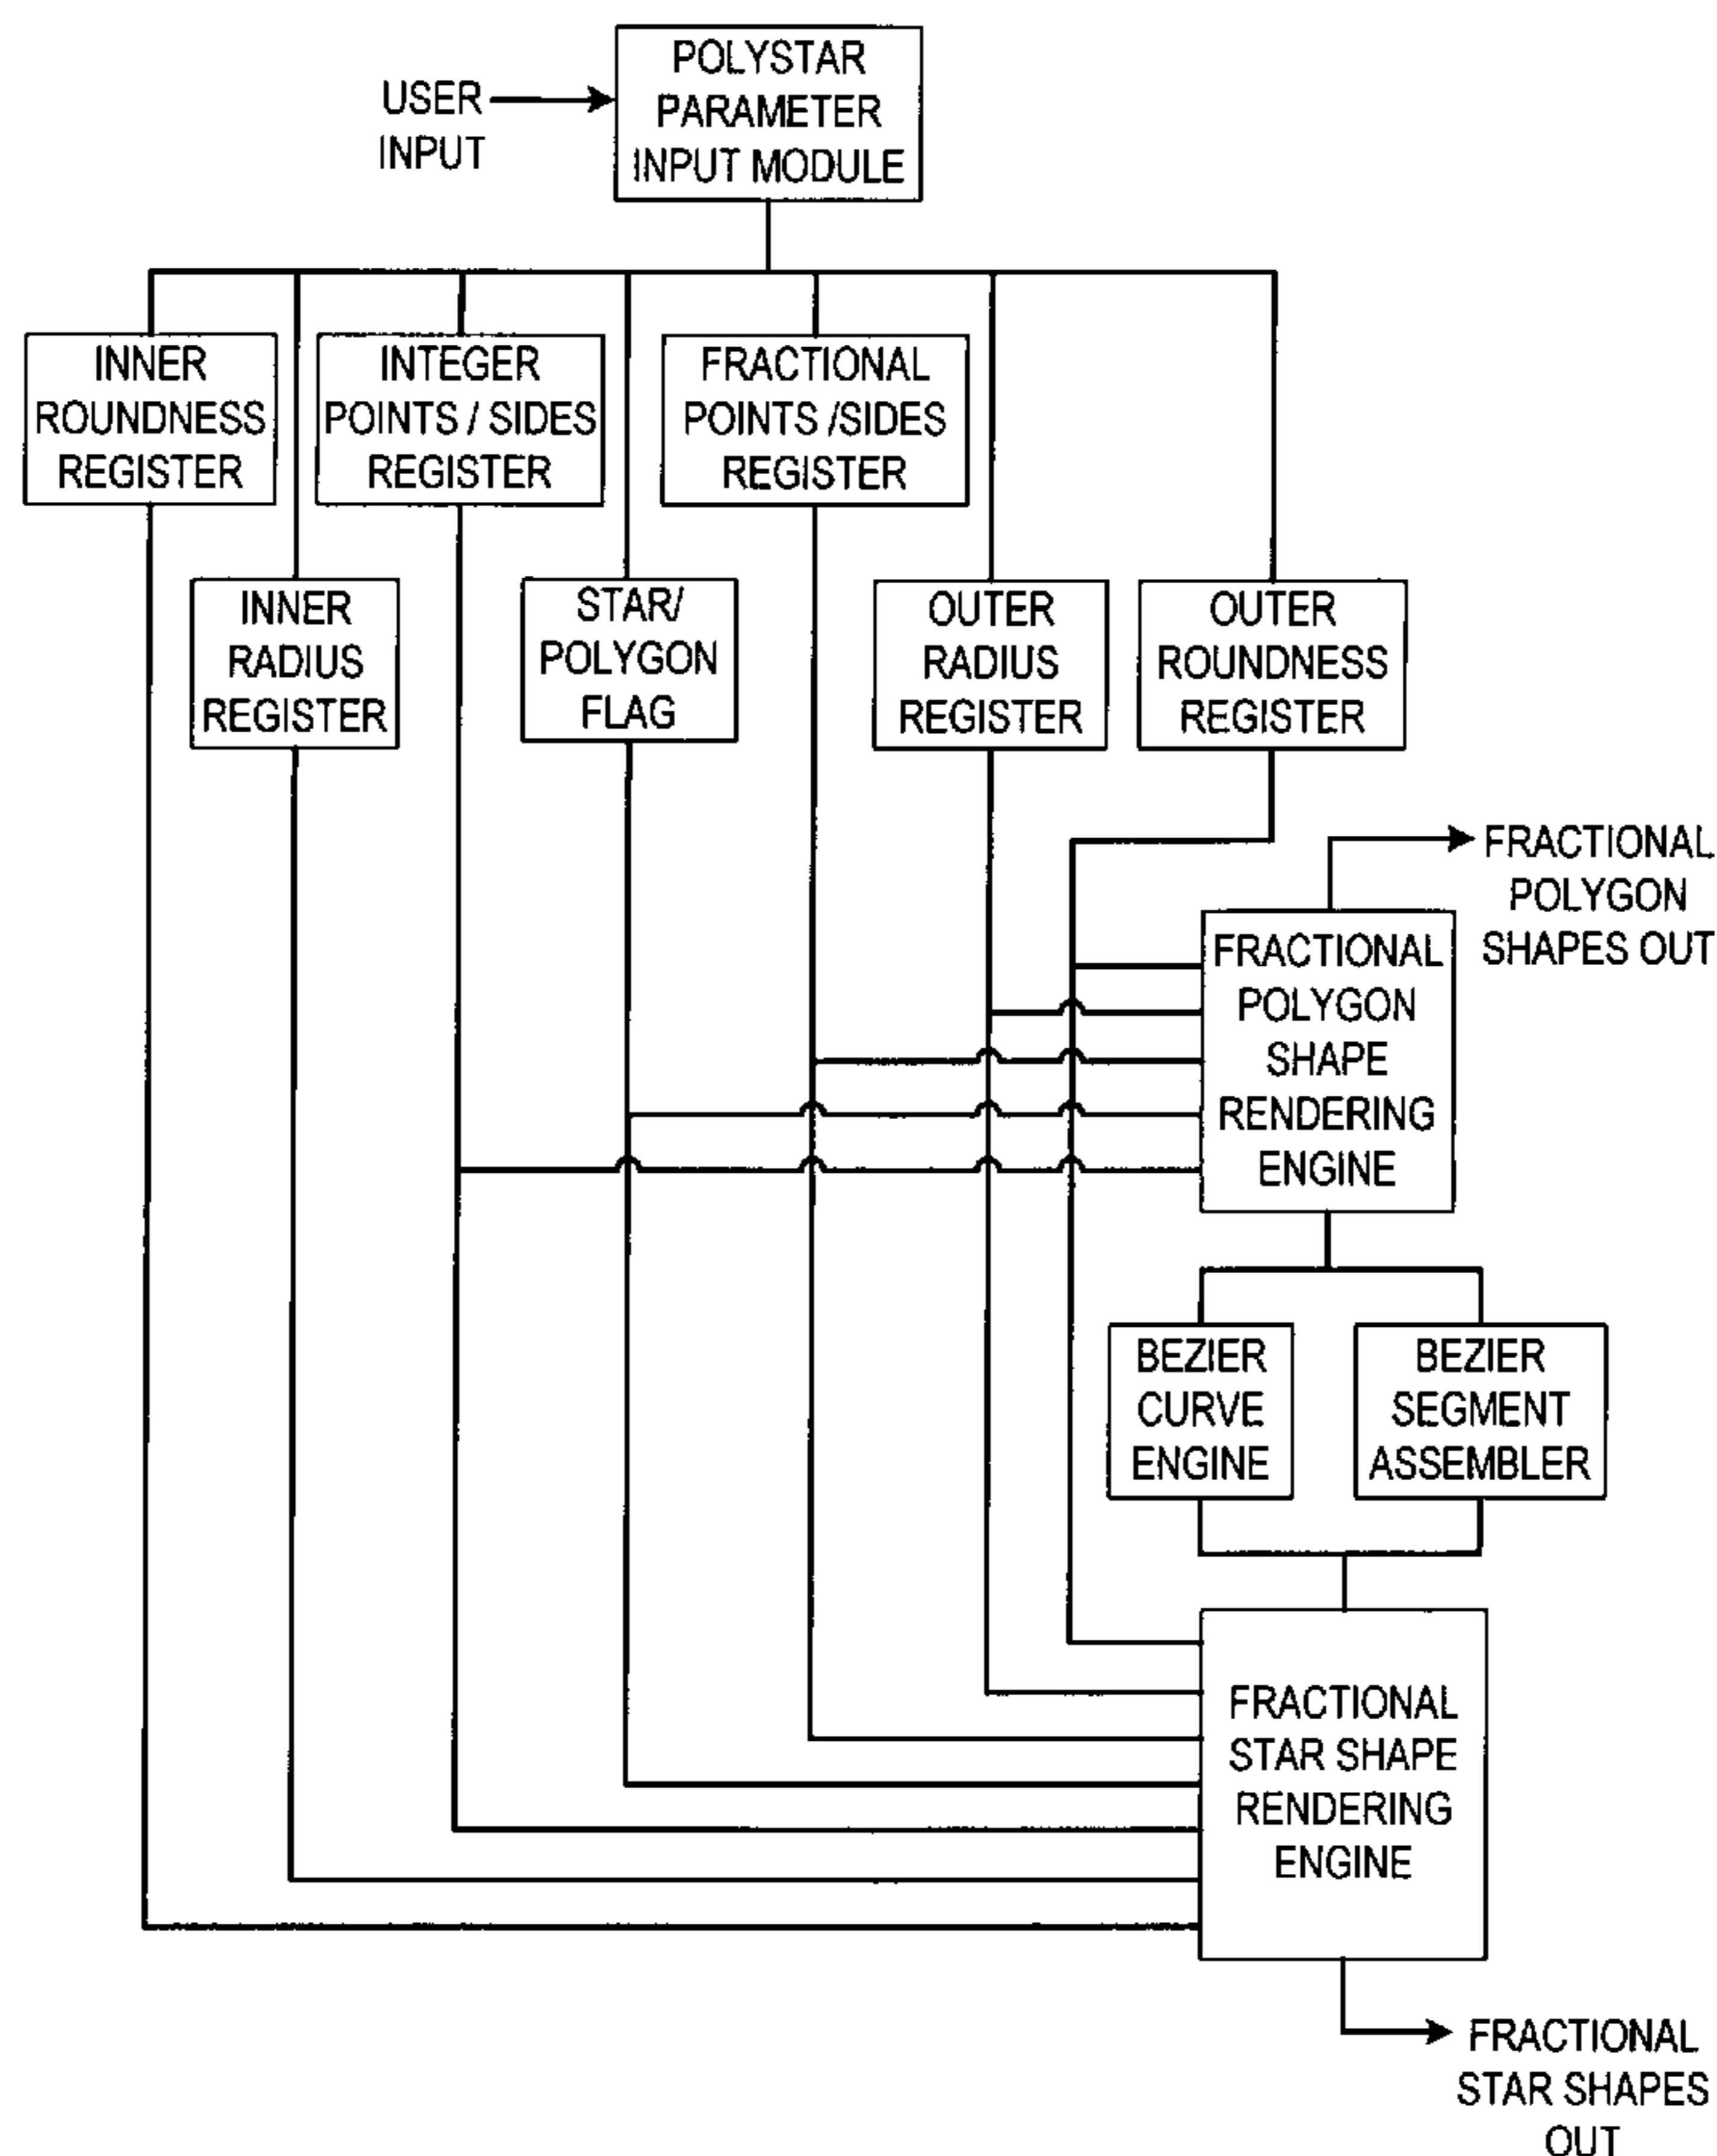 POLYSTAR
PARAMETER
INPUT MODULE
USER
INPUT
INNER
ROUNDNESS
REGISTER
INTEGER
POINTS / SIDES
REGISTER
FRACTIONAL
POINTS /SIDES
REGISTER
INNER
RADIUS
REGISTER
STAR/
POLYGON
FLAG
OUTER
RADIUS
REGISTER
OUTER
ROUNDNESS
REGISTER
FRACTIONAL
POLYGON
SHAPES OUT
FRACTIONAL
POLYGON
SHAPE
RENDERING
ENGINE
BEZIER
CURVE
ENGINE
BEZIER
SEGMENT
ASSEMBLER
FRACTIONAL
STAR SHAPE
RENDERING
ENGINE
FRACTIONAL
STAR SHAPES
OUT